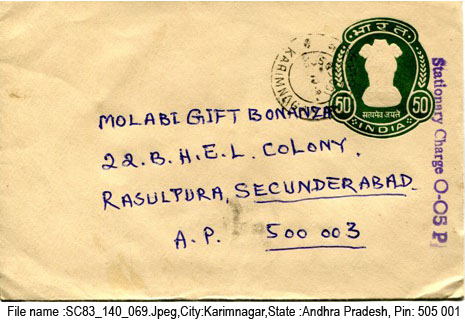 भारत
50 50
सत्यमेव जयते
INDIA
KARIMNAGAR
Stationary Charge 0-05 P
MOLABI GIFT BONANZA
22. B. H. E. L. COLONY.
RASULPURA, SECUNDERABAD.
A. P. 500 003
File name :SC83_140_069.Jpeg,City:Karimnagar,State :Andhra Pradesh, Pin: 505 001